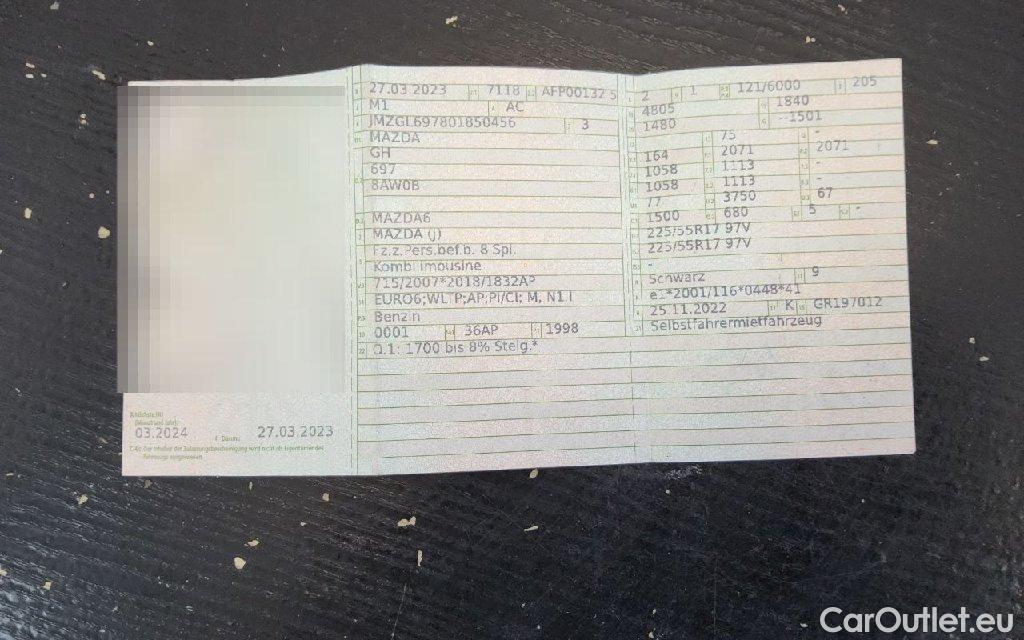 27.03.2023 7118 AFP00132 5
M1 AC
JMZGL697801850456 3
MAZDA
GH
697
8AW0B
MAZDA6
MAZDA (J)
Fz.z.Pers.bef.b. 8 Spl.
Kombilimousine
715/2007*2018/1832AP
EURO6;WLTP;AP;PI/CI; M, N1 I
Benzin
0001 36AP 1998
Q.1: 1700 bis 8% Steig.*
2 1 121/6000 205
4805 1840
1480 --1501
75 -
164 2071 2071
1058 1113 -
1058 1113 -
77 3750 67
1500 680 5 -
225/55R17 97V
225/55R17 97V
-
Schwarz 9
e1*2001/116*0448*41
25.11.2022 K GR197012
Selbstfahrermietfahrzeug
03.2024 27.03.2023
CarOutlet.eu